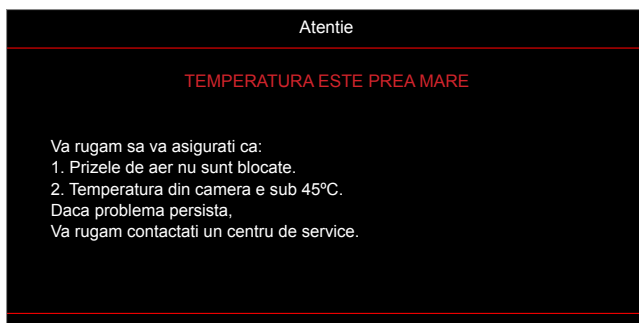 Atentie
TEMPERATURA ESTE PREA MARE
Va rugam sa va asigurati ca:
1. Prizele de aer nu sunt blocate.
2. Temperatura din camera e sub 45ºC.
Daca problema persista,
Va rugam contactati un centru de service.